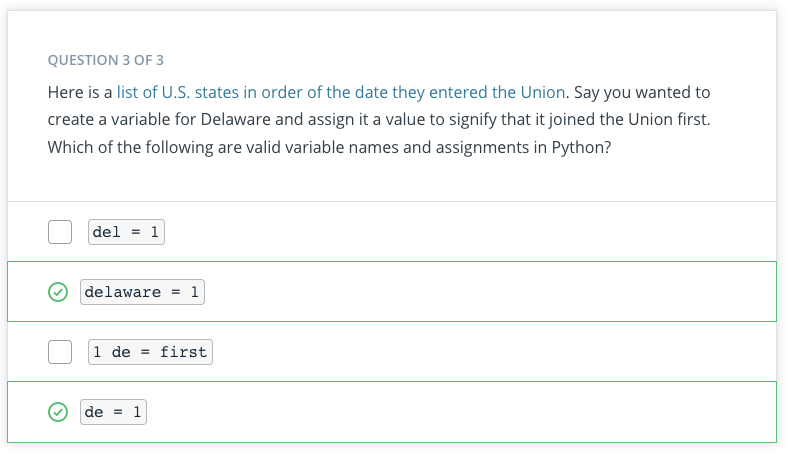 QUESTION 3 OF 3
Here is a list of U.S. states in order of the date they entered the Union. Say you wanted to
create a variable for Delaware and assign it a value to signify that it joined the Union first.
Which of the following are valid variable names and assignments in Python?
del = 1
delaware = 1
1 de = first
de = 1